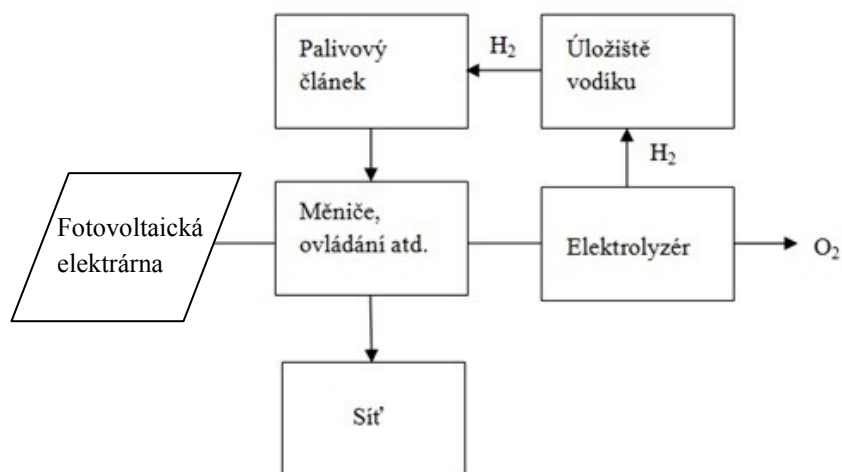 Palivový
článek
H₂
Úložiště
vodíku
H₂
Fotovoltaická
elektrárna
Měniče,
ovládání atd.
Elektrolyzér
O₂
Síť